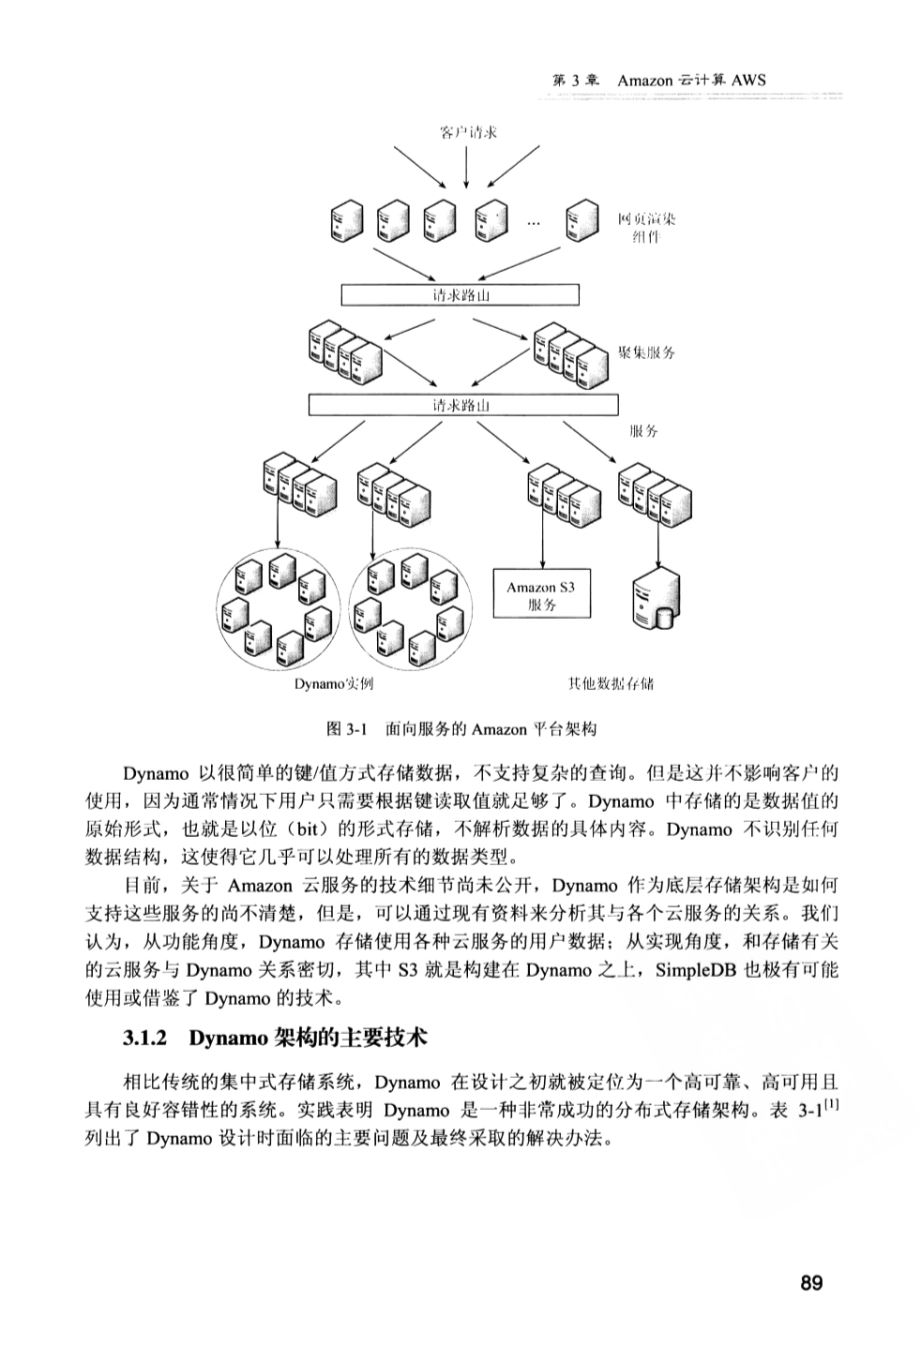 第 3 章 Amazon 云计算 AWS
客户请求
...
网页渲染
组件
请求路由
聚集服务
请求路由
服务
Amazon S3
服务
Dynamo实例
其他数据存储
图 3-1 面向服务的 Amazon 平台架构
Dynamo 以很简单的键/值方式存储数据，不支持复杂的查询。但是这并不影响客户的
使用，因为通常情况下用户只需要根据键读取值就足够了。Dynamo 中存储的是数据值的
原始形式，也就是以位（bit）的形式存储，不解析数据的具体内容。Dynamo 不识别任何
数据结构，这使得它几乎可以处理所有的数据类型。
目前，关于 Amazon 云服务的技术细节尚未公开，Dynamo 作为底层存储架构是如何
支持这些服务的尚不清楚，但是，可以通过现有资料来分析其与各个云服务的关系。我们
认为，从功能角度，Dynamo 存储使用各种云服务的用户数据；从实现角度，和存储有关
的云服务与 Dynamo 关系密切，其中 S3 就是构建在 Dynamo 之上，SimpleDB 也极有可能
使用或借鉴了 Dynamo 的技术。
3.1.2 Dynamo 架构的主要技术
相比传统的集中式存储系统，Dynamo 在设计之初就被定位为一个高可靠、高可用且
具有良好容错性的系统。实践表明 Dynamo 是一种非常成功的分布式存储架构。表 3-1[1]
列出了 Dynamo 设计时面临的主要问题及最终采取的解决办法。
89